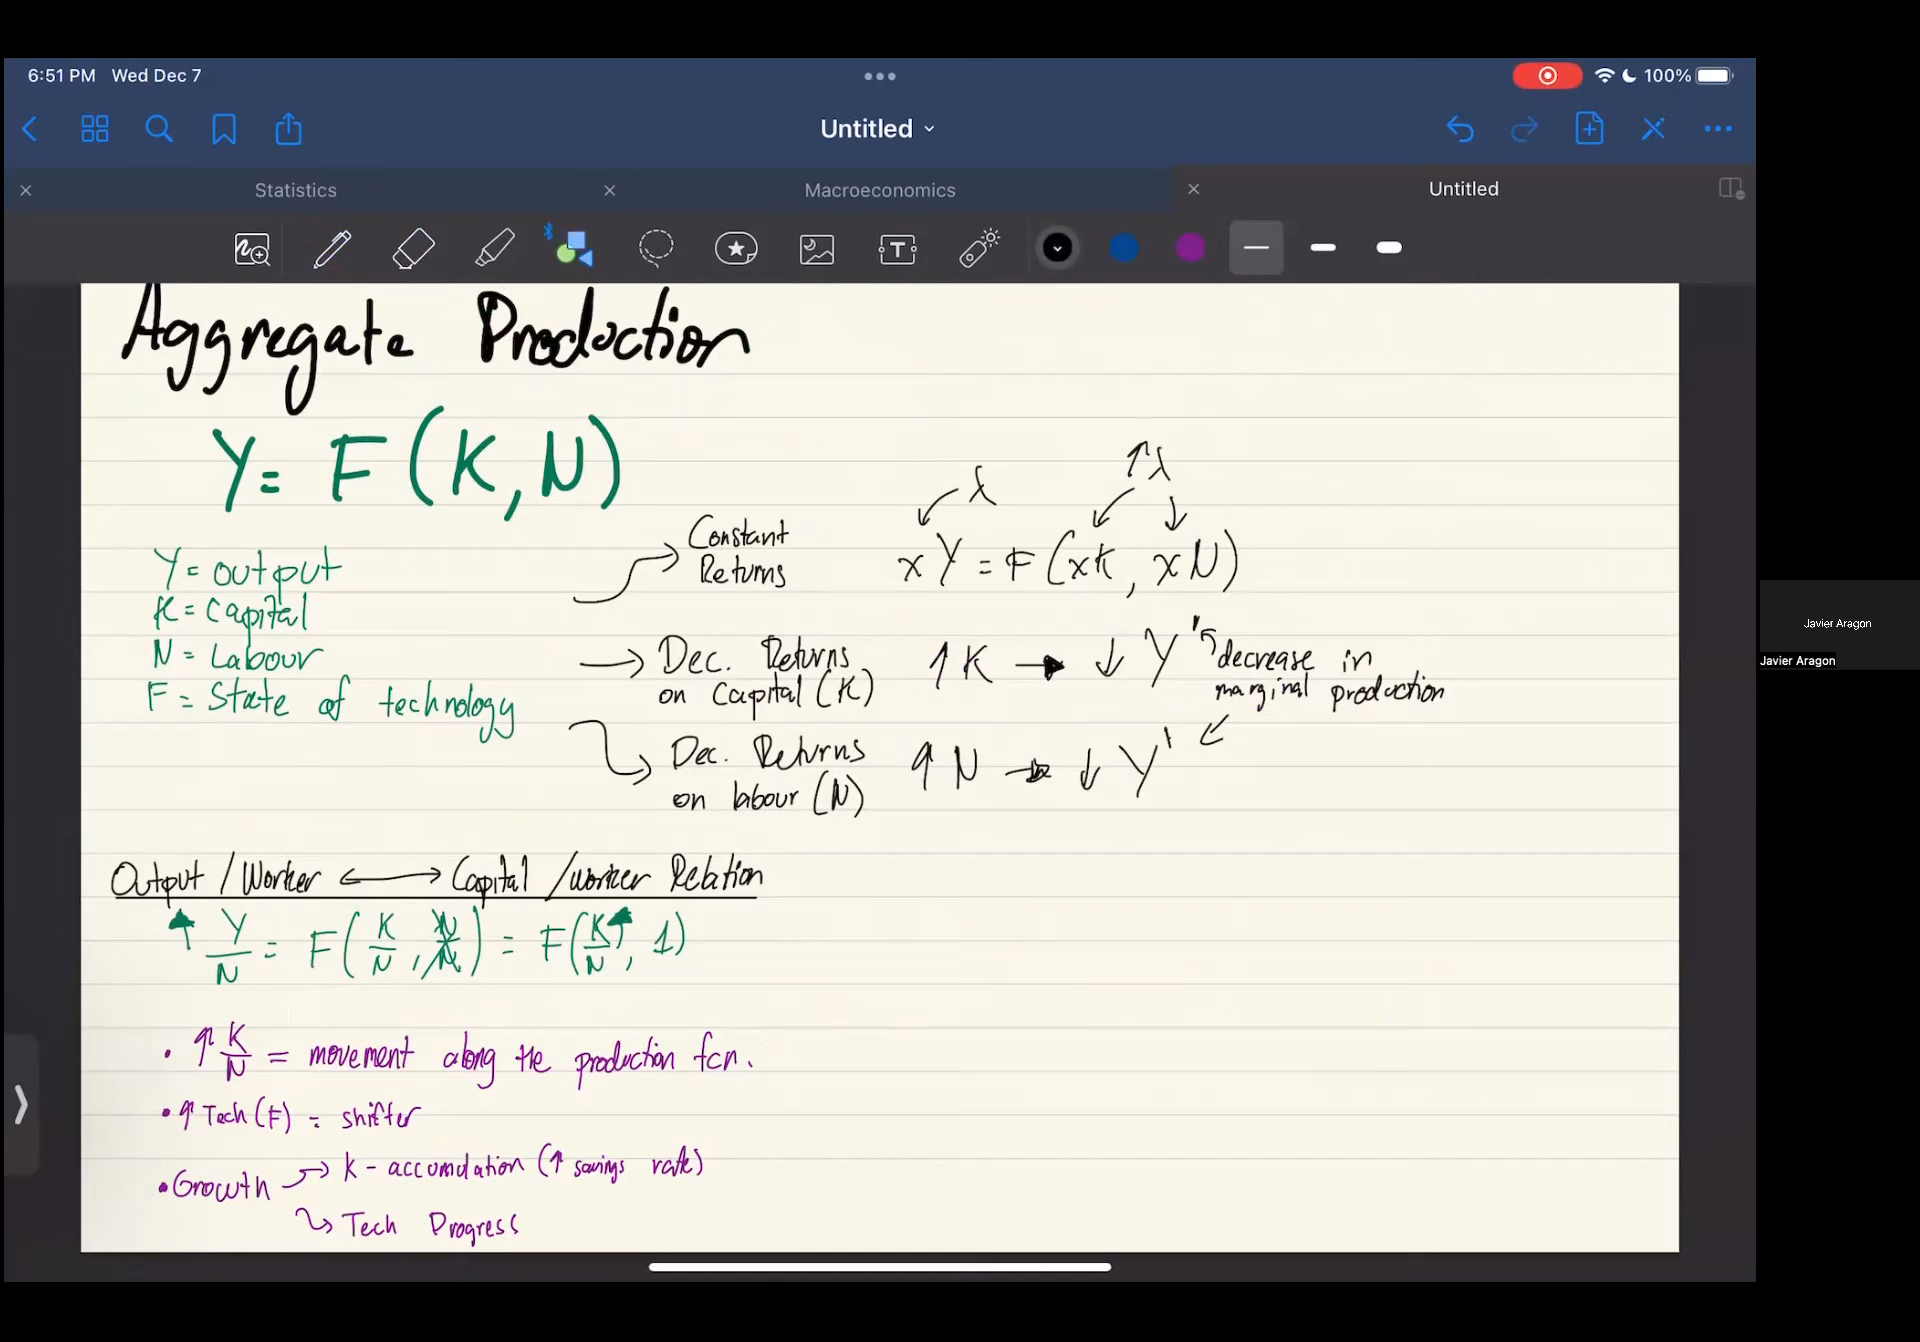 6:51 PM Wed Dec 7
100%
Untitled
Statistics
Macroeconomics
Untitled
Aggregate Production
Y = F(K, N)
Y = output
K = capital
N = Labour
F = State of technology
Constant
Returns
x
↑x
xY = F(xK, xN)
Dec. Returns
on Capital (K)
↑K → ↓ Y'
decrease in
marginal production
Dec. Returns
on labour (N)
↑N → ↓ Y'
Output / Worker ↔ Capital / worker Relation
↑ Y/N = F(K/N, N/N) = F(K/N ↑, 1)
• ↑ K/N = movement along the production fcn.
• ↑ Tech (F) = shifter
• Growth → K - accumulation (↑ savings rate)
→ Tech Progress
Javier Aragon
Javier Aragon